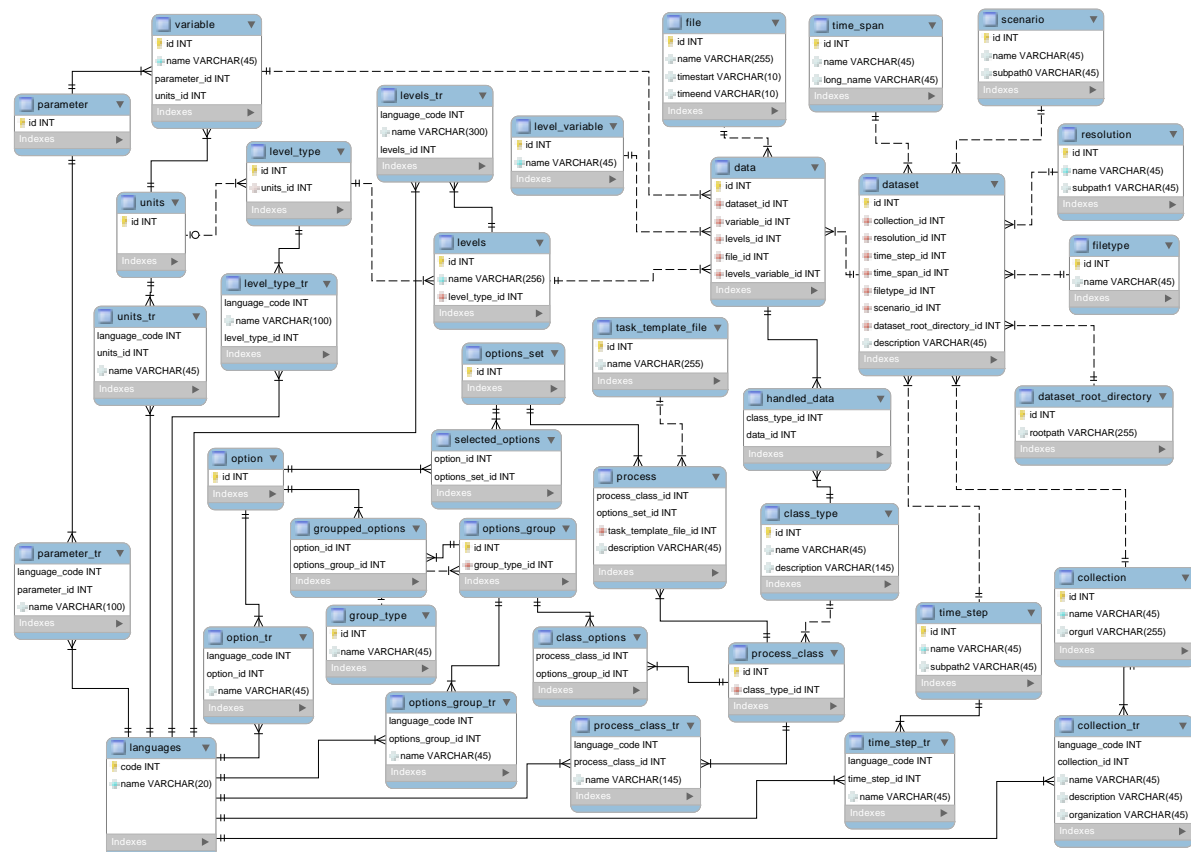 variable
id INT
name VARCHAR(45)
parameter_id INT
units_id INT
Indexes
parameter
id INT
Indexes
levels_tr
language_code INT
name VARCHAR(300)
levels_id INT
Indexes
level_variable
id INT
name VARCHAR(45)
Indexes
file
id INT
name VARCHAR(255)
timestart VARCHAR(10)
timeend VARCHAR(10)
Indexes
time_span
id INT
name VARCHAR(45)
long_name VARCHAR(45)
Indexes
scenario
id INT
name VARCHAR(45)
subpath0 VARCHAR(45)
Indexes
resolution
id INT
name VARCHAR(45)
subpath1 VARCHAR(45)
Indexes
level_type
id INT
units_id INT
Indexes
units
id INT
Indexes
data
id INT
dataset_id INT
variable_id INT
levels_id INT
file_id INT
levels_variable_id INT
Indexes
dataset
id INT
collection_id INT
resolution_id INT
time_step_id INT
time_span_id INT
filetype_id INT
scenario_id INT
dataset_root_directory_id INT
description VARCHAR(45)
Indexes
filetype
id INT
name VARCHAR(45)
Indexes
levels
id INT
name VARCHAR(256)
level_type_id INT
Indexes
level_type_tr
language_code INT
name VARCHAR(100)
level_type_id INT
Indexes
units_tr
language_code INT
units_id INT
name VARCHAR(45)
Indexes
task_template_file
id INT
name VARCHAR(255)
Indexes
options_set
id INT
Indexes
handled_data
class_type_id INT
data_id INT
Indexes
dataset_root_directory
id INT
rootpath VARCHAR(255)
Indexes
selected_options
option_id INT
options_set_id INT
Indexes
option
id INT
Indexes
process
process_class_id INT
options_set_id INT
task_template_file_id INT
description VARCHAR(45)
Indexes
class_type
id INT
name VARCHAR(45)
description VARCHAR(145)
Indexes
groupped_options
option_id INT
options_group_id INT
Indexes
options_group
id INT
group_type_id INT
Indexes
parameter_tr
language_code INT
parameter_id INT
name VARCHAR(100)
Indexes
collection
id INT
name VARCHAR(45)
orgurl VARCHAR(255)
Indexes
group_type
id INT
name VARCHAR(45)
Indexes
time_step
id INT
name VARCHAR(45)
subpath2 VARCHAR(45)
Indexes
option_tr
language_code INT
option_id INT
name VARCHAR(45)
Indexes
class_options
process_class_id INT
options_group_id INT
Indexes
process_class
id INT
class_type_id INT
Indexes
options_group_tr
language_code INT
options_group_id INT
name VARCHAR(45)
Indexes
process_class_tr
language_code INT
process_class_id INT
name VARCHAR(145)
Indexes
time_step_tr
language_code INT
time_step_id INT
name VARCHAR(45)
Indexes
collection_tr
language_code INT
collection_id INT
name VARCHAR(45)
description VARCHAR(45)
organization VARCHAR(45)
Indexes
languages
code INT
name VARCHAR(20)
Indexes